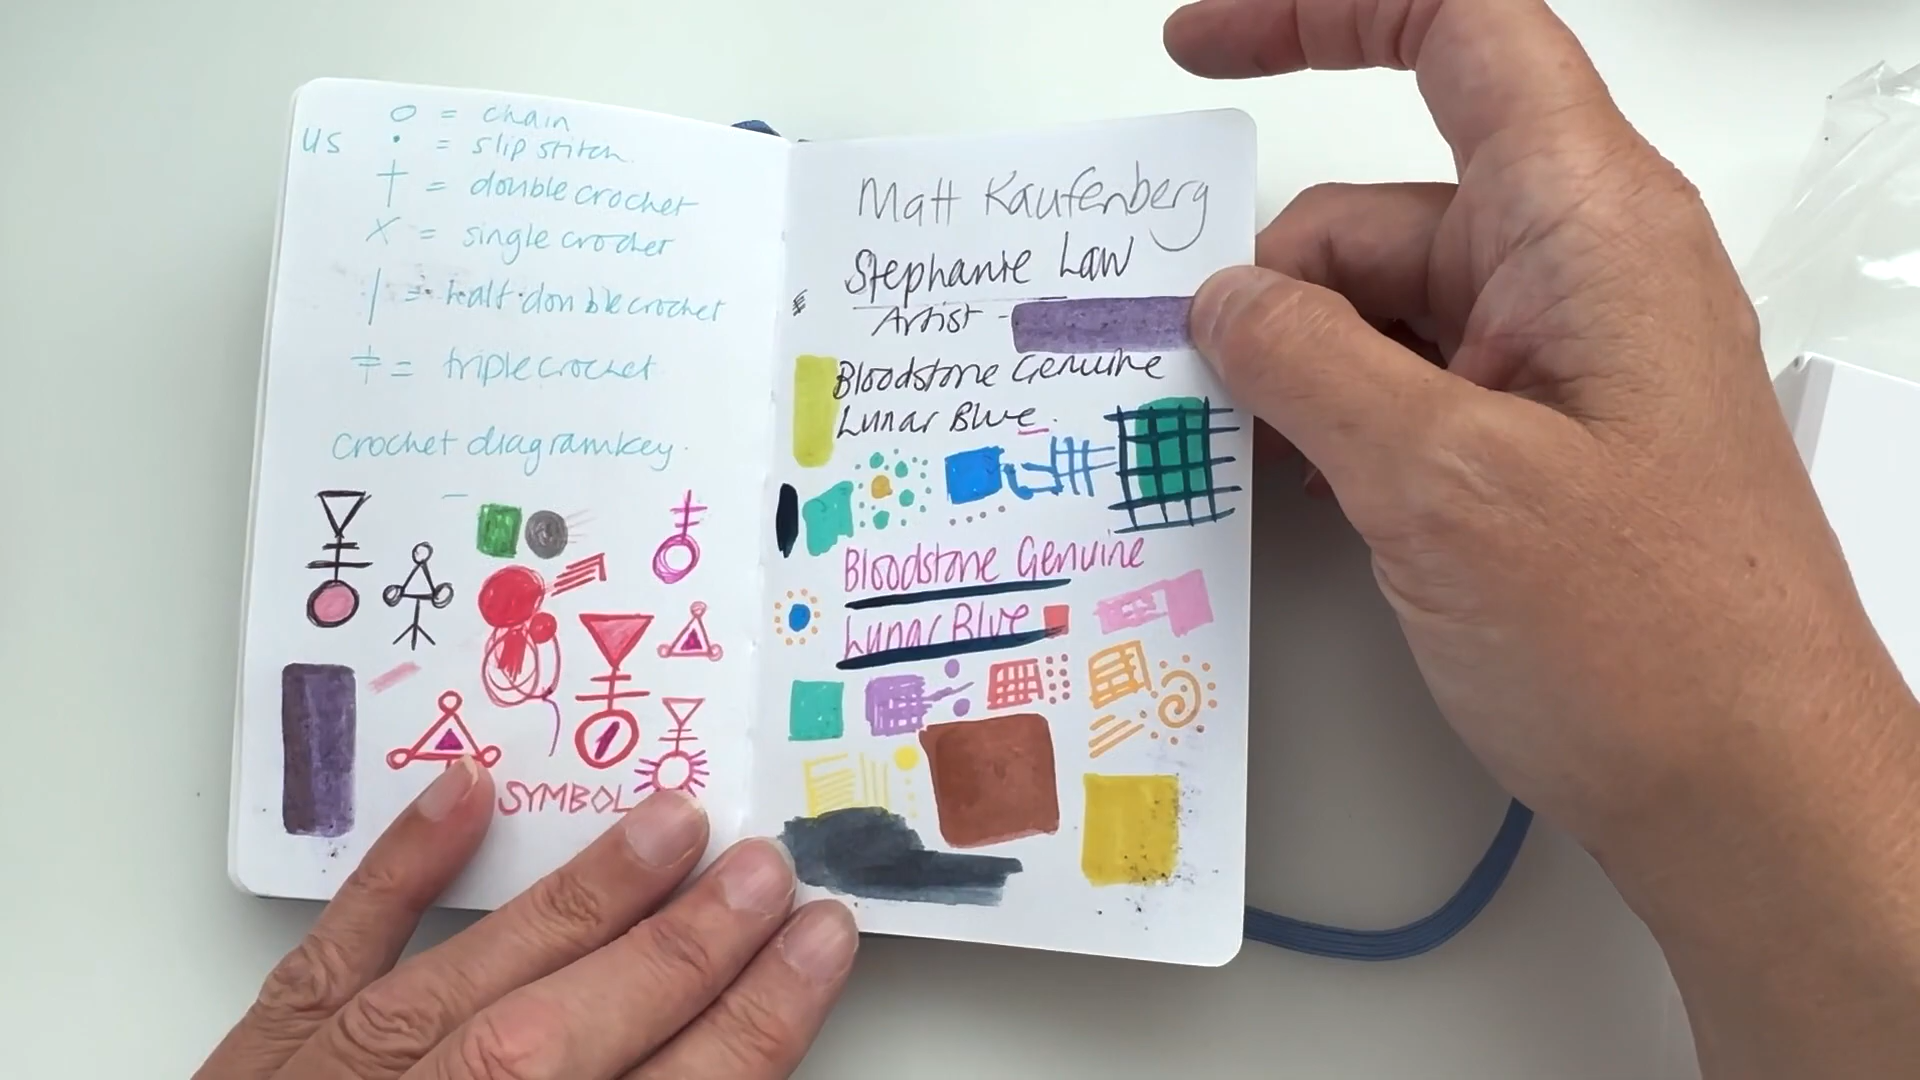 o = chain
US • = slip stitch
† = double crochet
X = single crochet
/ = half double crochet
ǂ = triple crochet
crochet diagram key.
SYMBOL
Matt Kaufenberg
Stephanie Law
Artist -
Bloodstone Genuine
Lunar Blue.
Bloodstone Genuine
Lunar Blue